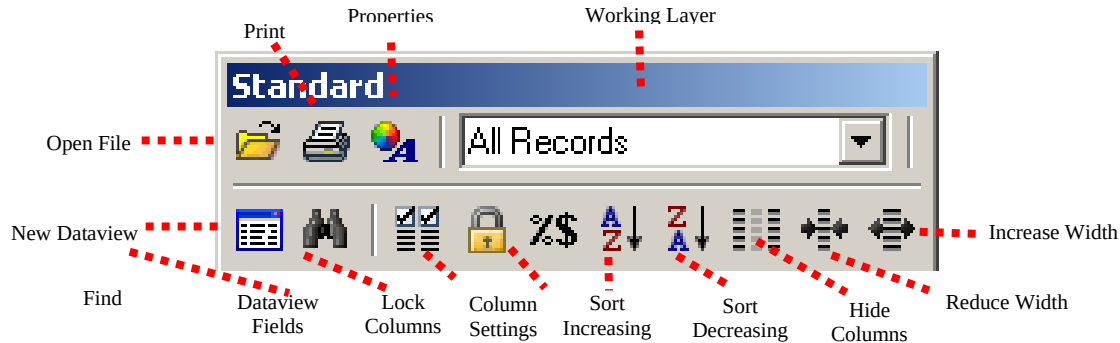 Properties
Working Layer
Print
Standard
Open File
All Records
%$
A
Z
Z
A
New Dataview
Increase Width
Find
Dataview
Fields
Lock
Columns
Column
Settings
Sort
Increasing
Sort
Decreasing
Hide
Columns
Reduce Width